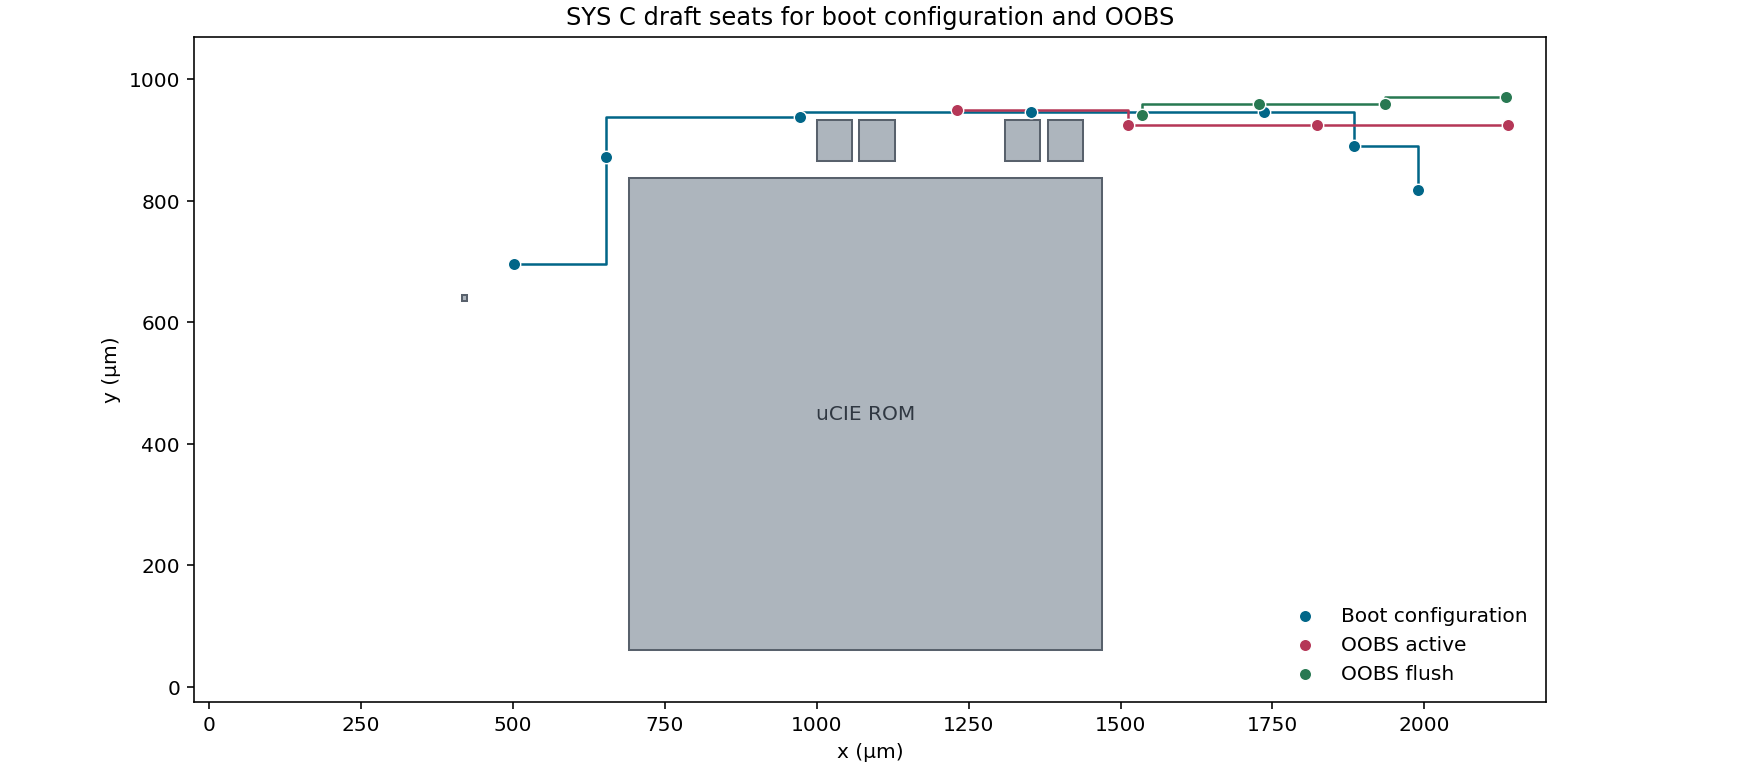 SYS C draft seats for boot configuration and OOBS
1000
800
600
400
200
0
y (µm)
uCIE ROM
Boot configuration
OOBS active
OOBS flush
0 250 500 750 1000 1250 1500 1750 2000
x (µm)